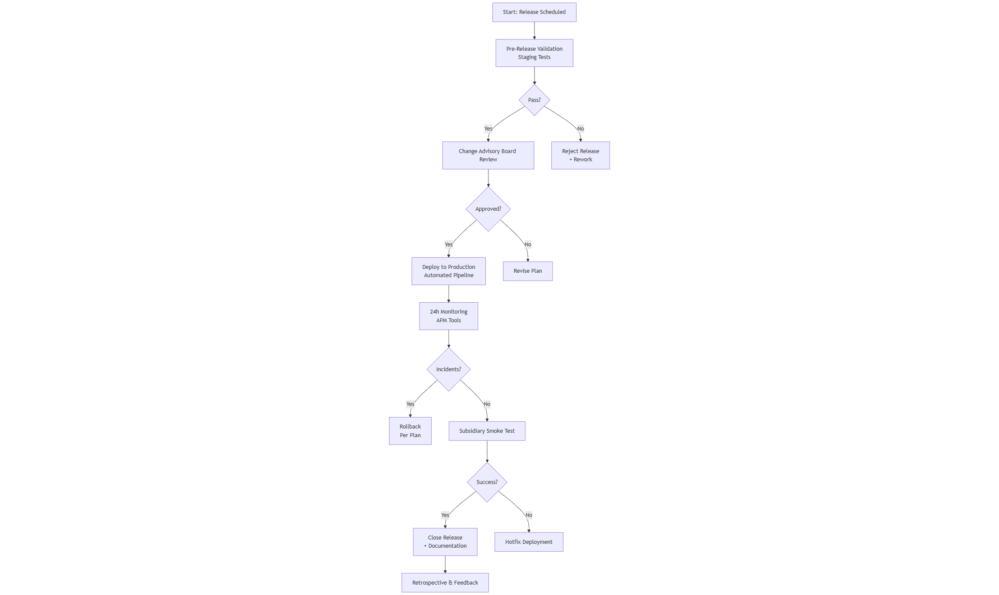 Start: Release Scheduled
Pre-Release Validation
Staging Tests
Pass?
Yes
No
Change Advisory Board
Review
Reject Release
+ Rework
Approved?
Yes
No
Deploy to Production
Automated Pipeline
Revise Plan
24h Monitoring
APM Tools
Incidents?
Yes
No
Rollback
Per Plan
Subsidiary Smoke Test
Success?
Yes
No
Close Release
+ Documentation
Hotfix Deployment
Retrospective & Feedback